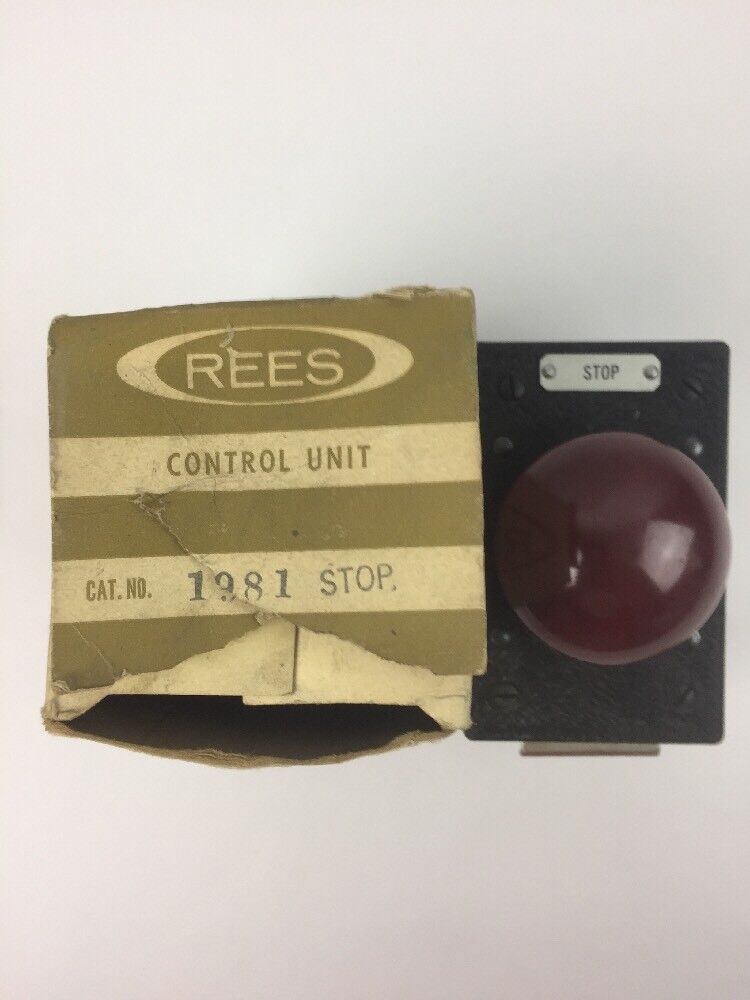 REES
CONTROL UNIT
CAT. NO. 1981 STOP.
STOP